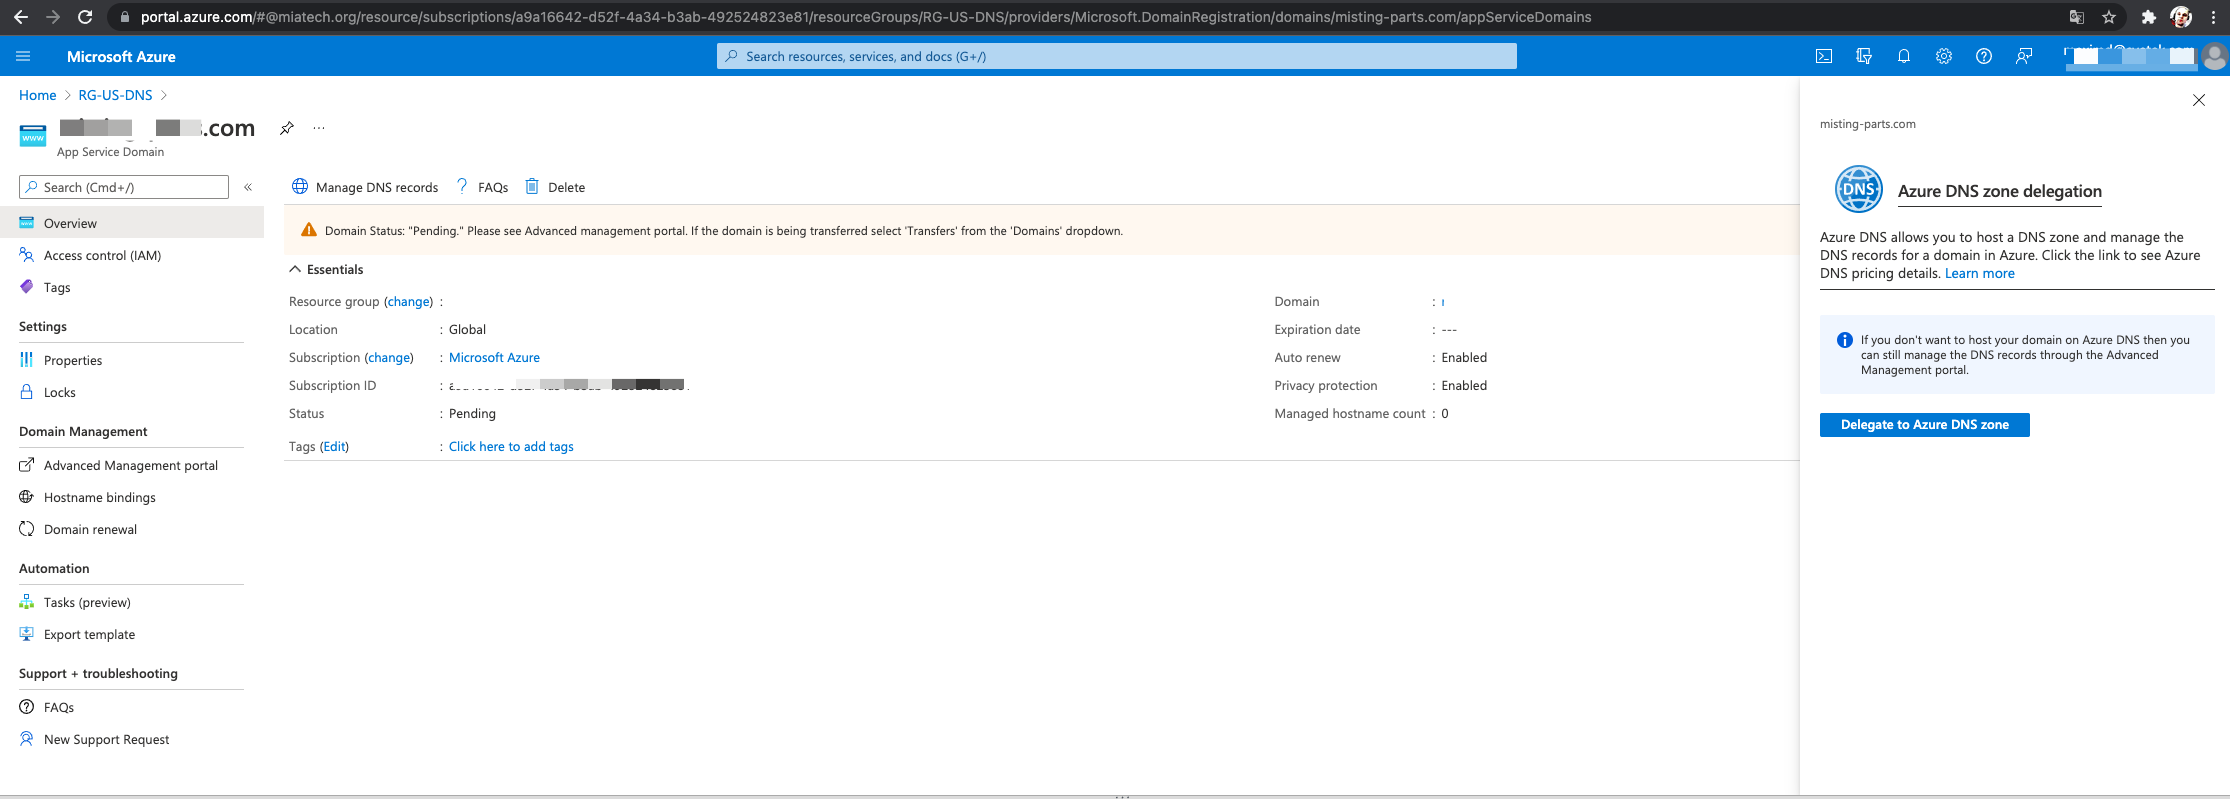 portal.azure.com/#@miatech.org/resource/subscriptions/a9a16642-d52f-4a34-b3ab-492524823e81/resourceGroups/RG-US-DNS/providers/Microsoft.DomainRegistration/domains/misting-parts.com/appServiceDomains
Microsoft Azure
Search resources, services, and docs (G+/)
Home > RG-US-DNS >
.com
...
App Service Domain
Search (Cmd+/)
«
Overview
Access control (IAM)
Tags
Settings
Properties
Locks
Domain Management
Advanced Management portal
Hostname bindings
Domain renewal
Automation
Tasks (preview)
Export template
Support + troubleshooting
FAQs
New Support Request
Manage DNS records
FAQs
Delete
Domain Status: "Pending." Please see Advanced management portal. If the domain is being transferred select 'Transfers' from the 'Domains' dropdown.
Essentials
Resource group (change) :
Location : Global
Subscription (change) : Microsoft Azure
Subscription ID :
Status : Pending
Tags (Edit) : Click here to add tags
Domain :
Expiration date : ---
Auto renew : Enabled
Privacy protection : Enabled
Managed hostname count : 0
misting-parts.com
DNS
Azure DNS zone delegation
Azure DNS allows you to host a DNS zone and manage the
DNS records for a domain in Azure. Click the link to see Azure
DNS pricing details. Learn more
If you don't want to host your domain on Azure DNS then you
can still manage the DNS records through the Advanced
Management portal.
Delegate to Azure DNS zone